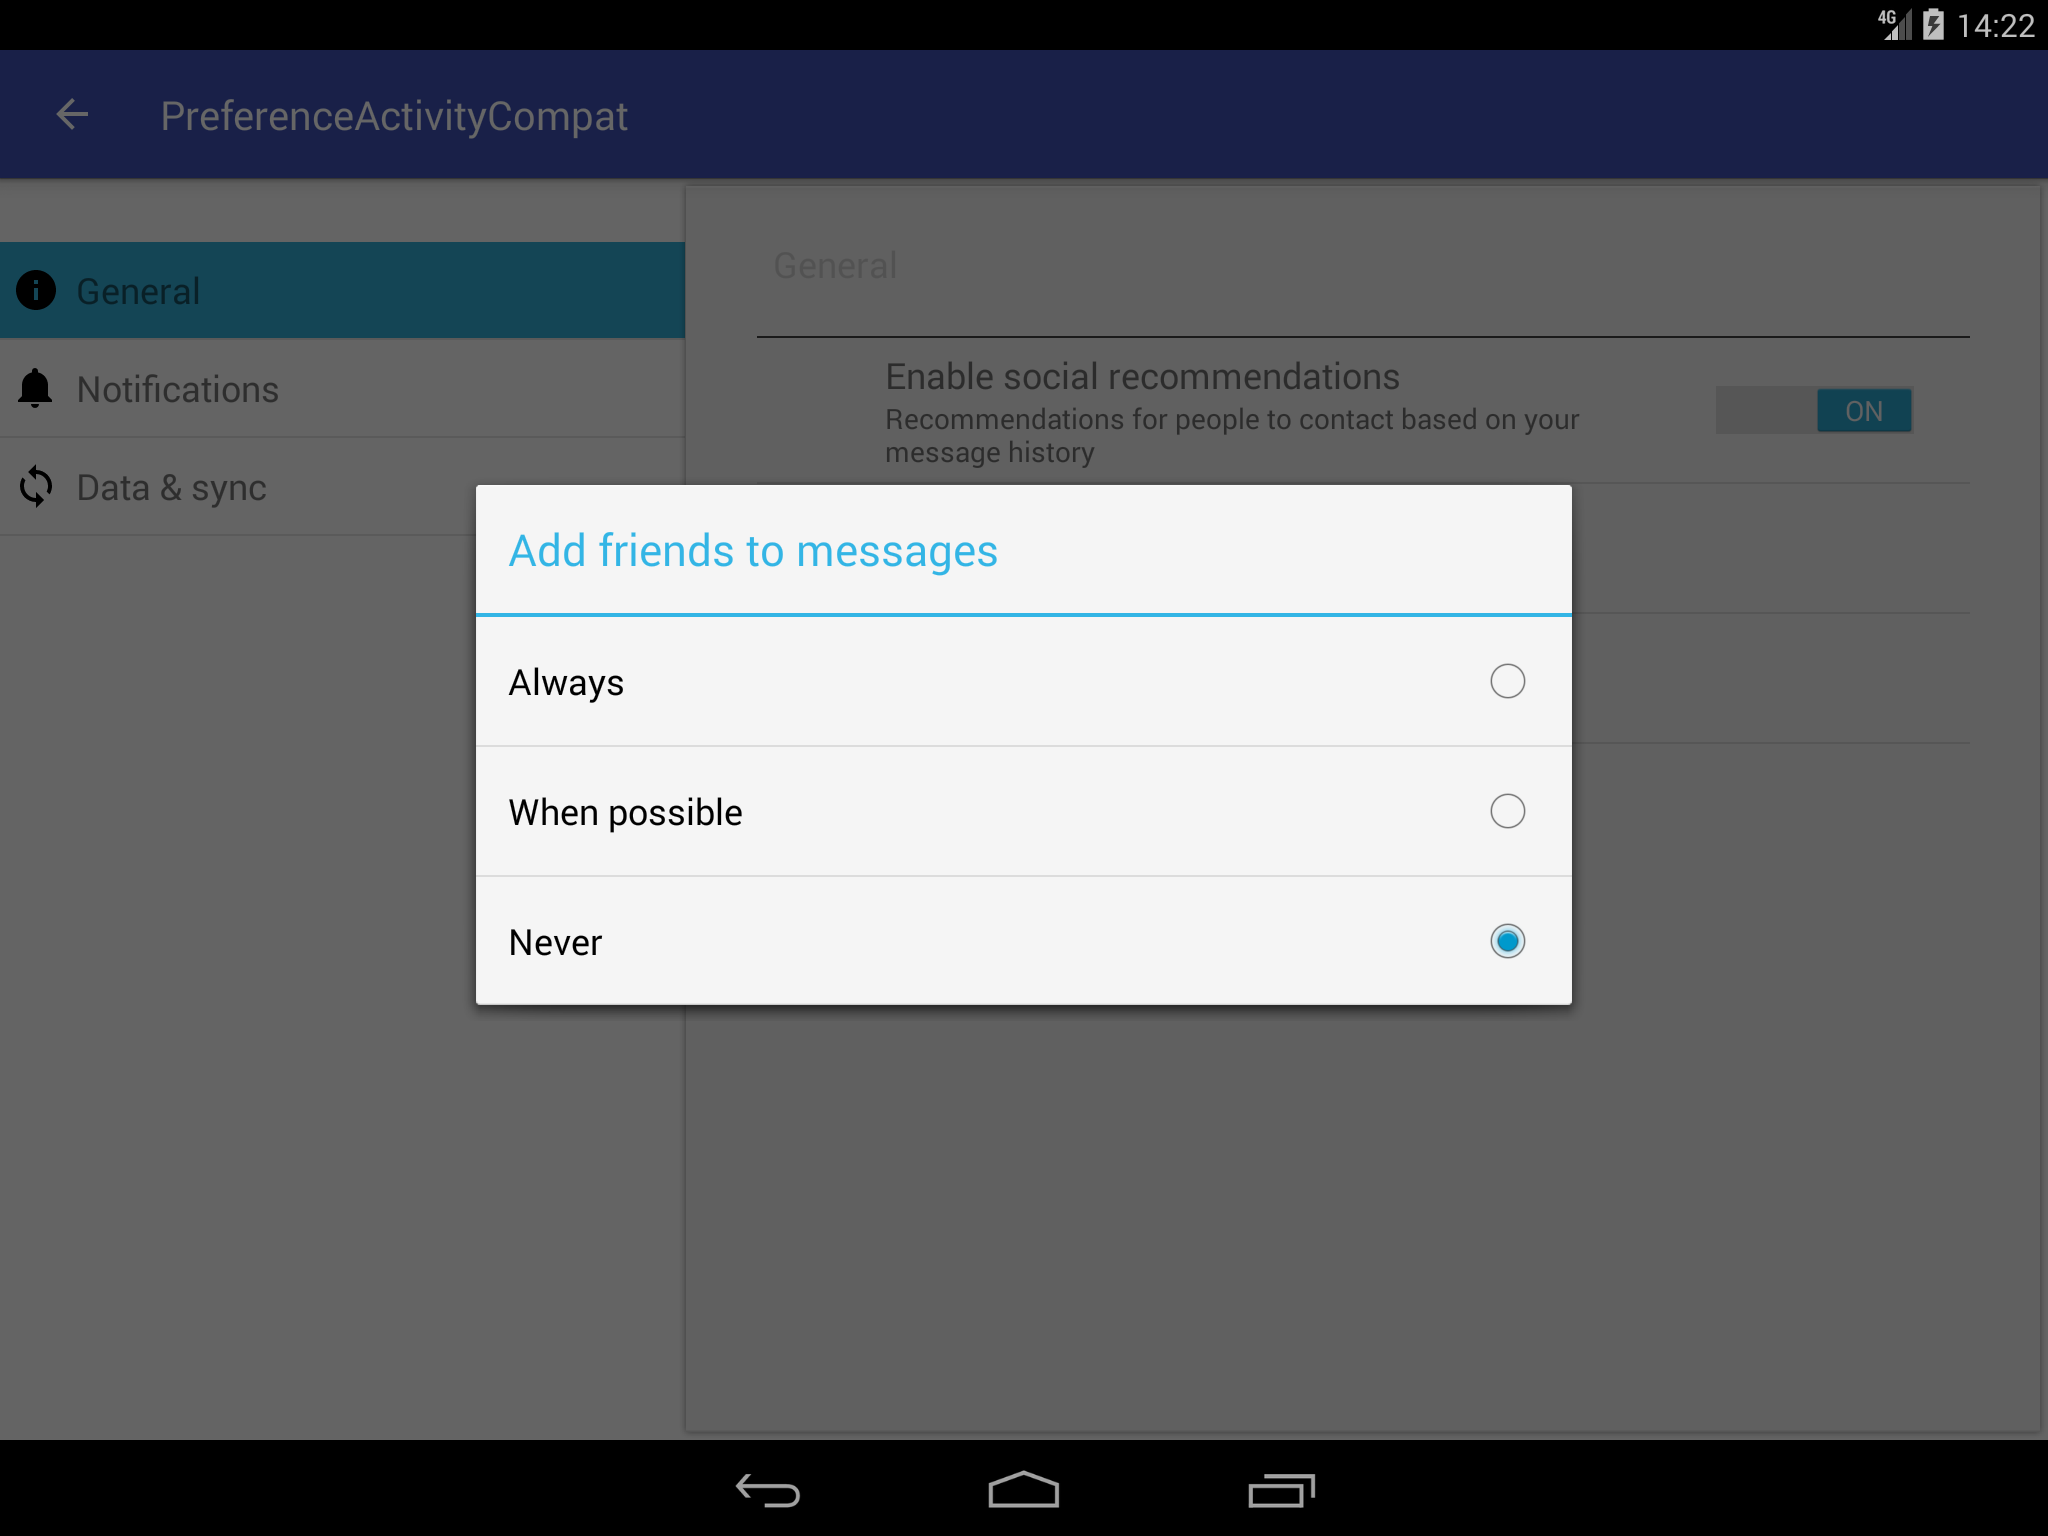 4G 14:22
PreferenceActivityCompat
General
Notifications
Data & sync
General
Enable social recommendations
Recommendations for people to contact based on your
message history
ON
Add friends to messages
Always
When possible
Never